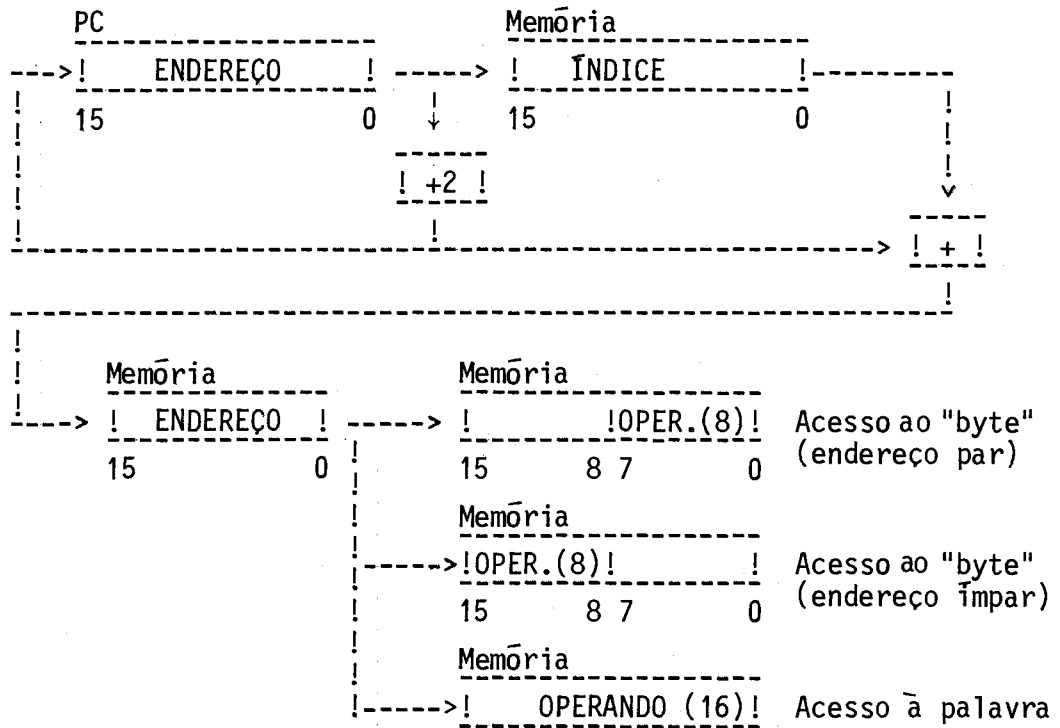 PC Memória
---->! ENDEREÇO ! -----> ! ÍNDICE !--------
15 0 15 0
! +2 !
! + !
Memória Memória
----> ! ENDEREÇO ! -----> ! !OPER.(8)! Acesso ao "byte"
15 0 15 8 7 0 (endereço par)
Memória
----->!OPER.(8)! ! Acesso ao "byte"
15 8 7 0 (endereço ímpar)
Memória
!----->! OPERANDO (16)! Acesso à palavra